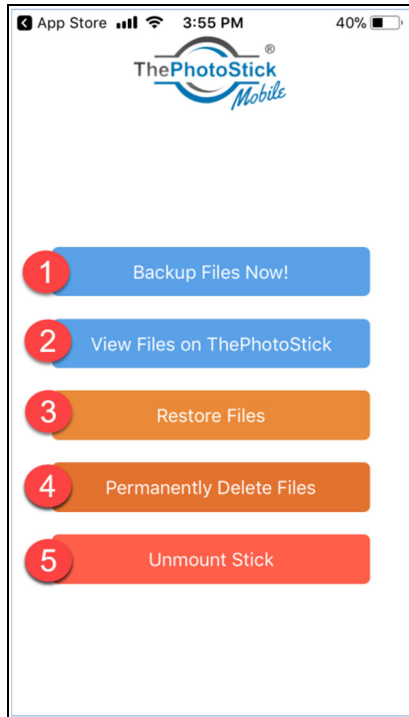 App Store 3:55 PM 40%
ThePhotoStick®
Mobile
1 Backup Files Now!
2 View Files on ThePhotoStick
3 Restore Files
4 Permanently Delete Files
5 Unmount Stick